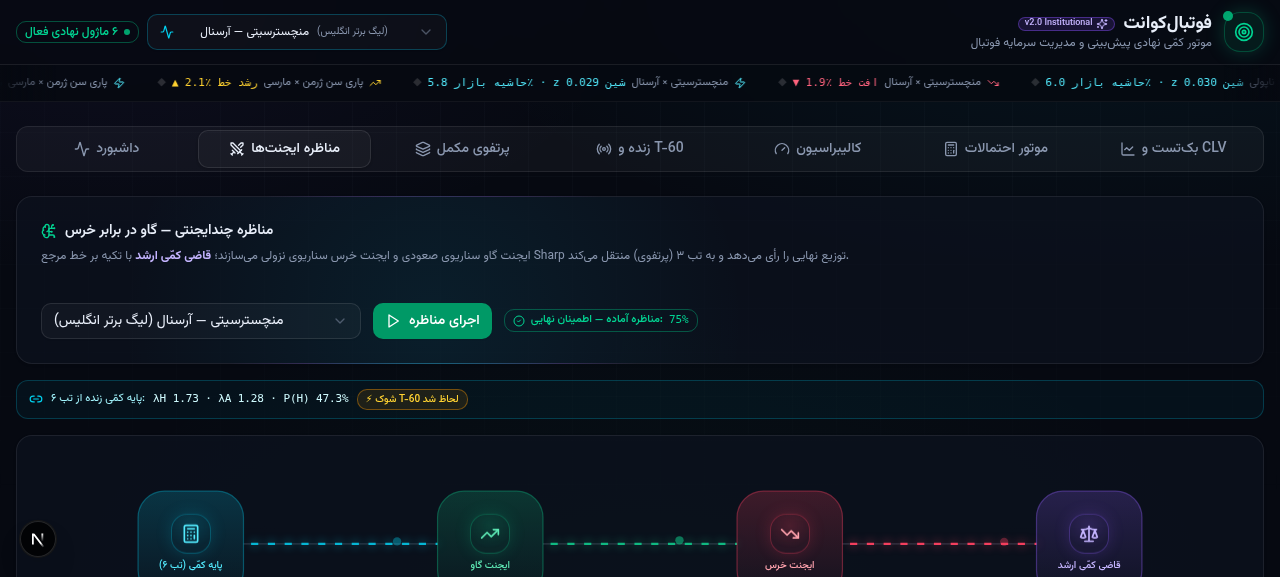 فوتبال‌کوانت
v2.0 Institutional
موتور کمّی نهادی پیش‌بینی و مدیریت سرمایه فوتبال
منچسترسیتی — آرسنال (لیگ برتر انگلیس)
۶ ماژول نهادی فعال
شین z 0.030 · حاشیه بازار 6.0٪
منچسترسیتی × آرسنال افت خط 1.9٪ ▼
منچسترسیتی × آرسنال شین z 0.029 · حاشیه بازار 5.8٪
پاری سن ژرمن × مارسی رشد خط 2.1٪ ▲
پاری سن ژرمن × مارسی
بک‌تست و CLV
موتور احتمالات
کالیبراسیون
زنده و T-60
پرتفوی مکمل
مناظره ایجنت‌ها
داشبورد
مناظره چندایجنتی — گاو در برابر خرس
ایجنت گاو سناریوی صعودی و ایجنت خرس سناریوی نزولی می‌سازند؛ قاضی کمّی ارشد با تکیه بر خط مرجع Sharp توزیع نهایی را رأی می‌دهد و به تب ۳ (پرتفوی) منتقل می‌کند.
منچسترسیتی — آرسنال (لیگ برتر انگلیس)
اجرای مناظره
مناظره آماده — اطمینان نهایی: 75%
پایه کمّی زنده از تب ۶: λH 1.73 · λA 1.28 · P(H) 47.3%
⚡ شوک T-60 لحاظ شد
پایه کمّی (تب ۶)
ایجنت گاو
ایجنت خرس
قاضی کمّی ارشد